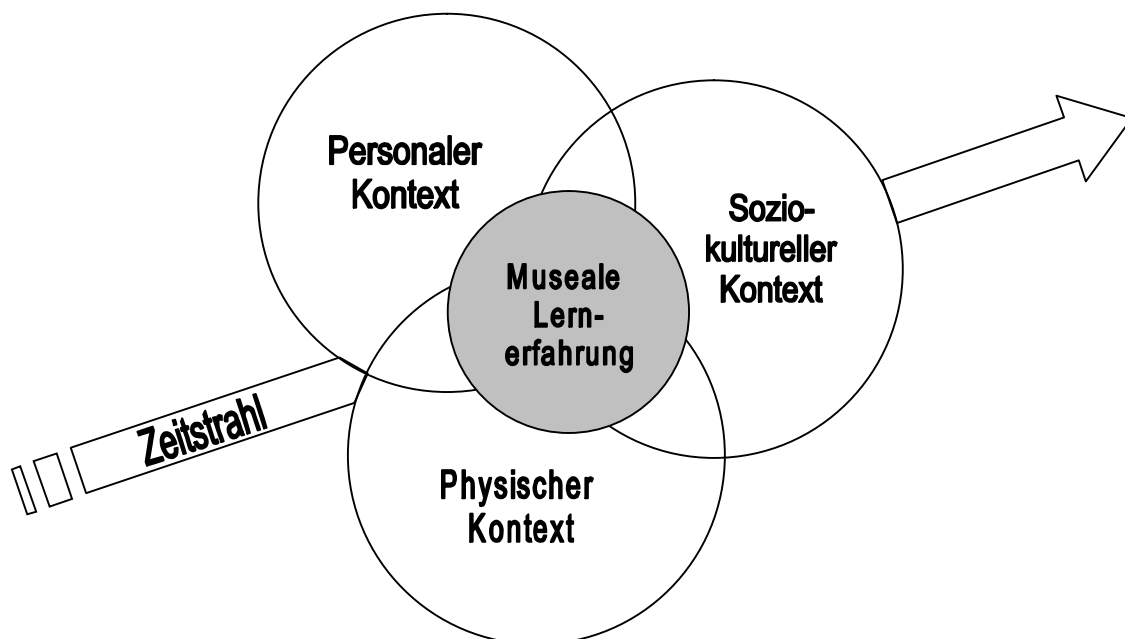 Personaler
Kontext
Sozio-
kultureller
Kontext
Museale
Lern-
erfahrung
Zeitstrahl
Physischer
Kontext